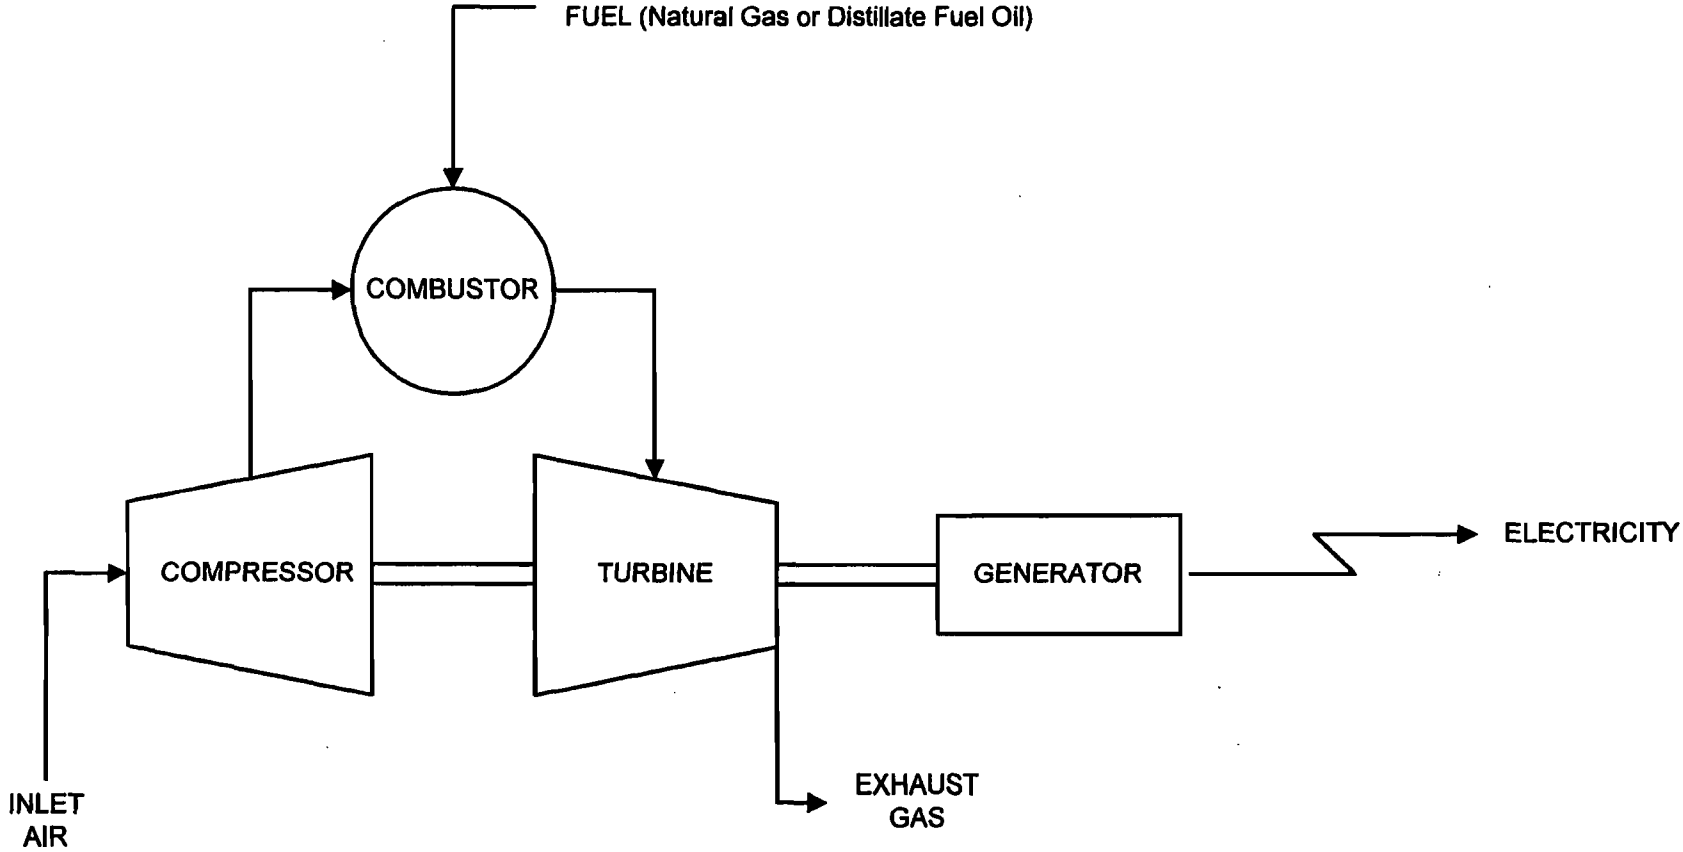 FUEL (Natural Gas or Distillate Fuel Oil)
COMBUSTOR
COMPRESSOR
TURBINE
GENERATOR
ELECTRICITY
INLET
AIR
EXHAUST
GAS